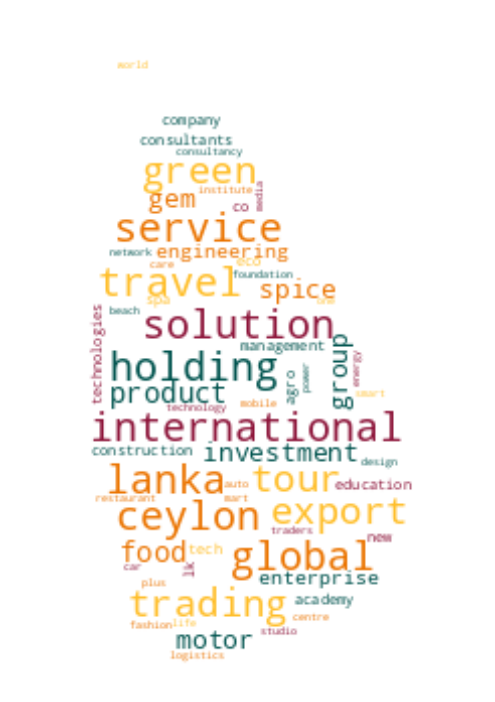 world
company
consultants
consultancy
green
institute
gem
co
media
service
network
engineering
care
eco
foundation
travel
spice
spa
one
beach
solution
technologies
management
group
energy
holding
power
agro
product
smart
technology
mobile
international
construction
investment
design
lanka
auto
tour
education
restaurant
mart
ceylon
export
traders
new
food
tech
global
car
lk
enterprise
plus
trading
academy
centre
fashion
life
studio
motor
logistics